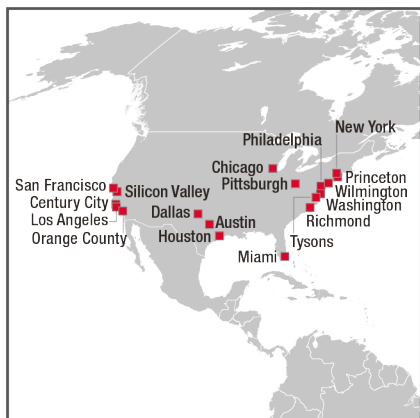 New York
Philadelphia
Chicago
Princeton
Pittsburgh
Wilmington
San Francisco
Silicon Valley
Century City
Washington
Los Angeles
Dallas
Richmond
Austin
Orange County
Houston
Tysons
Miami